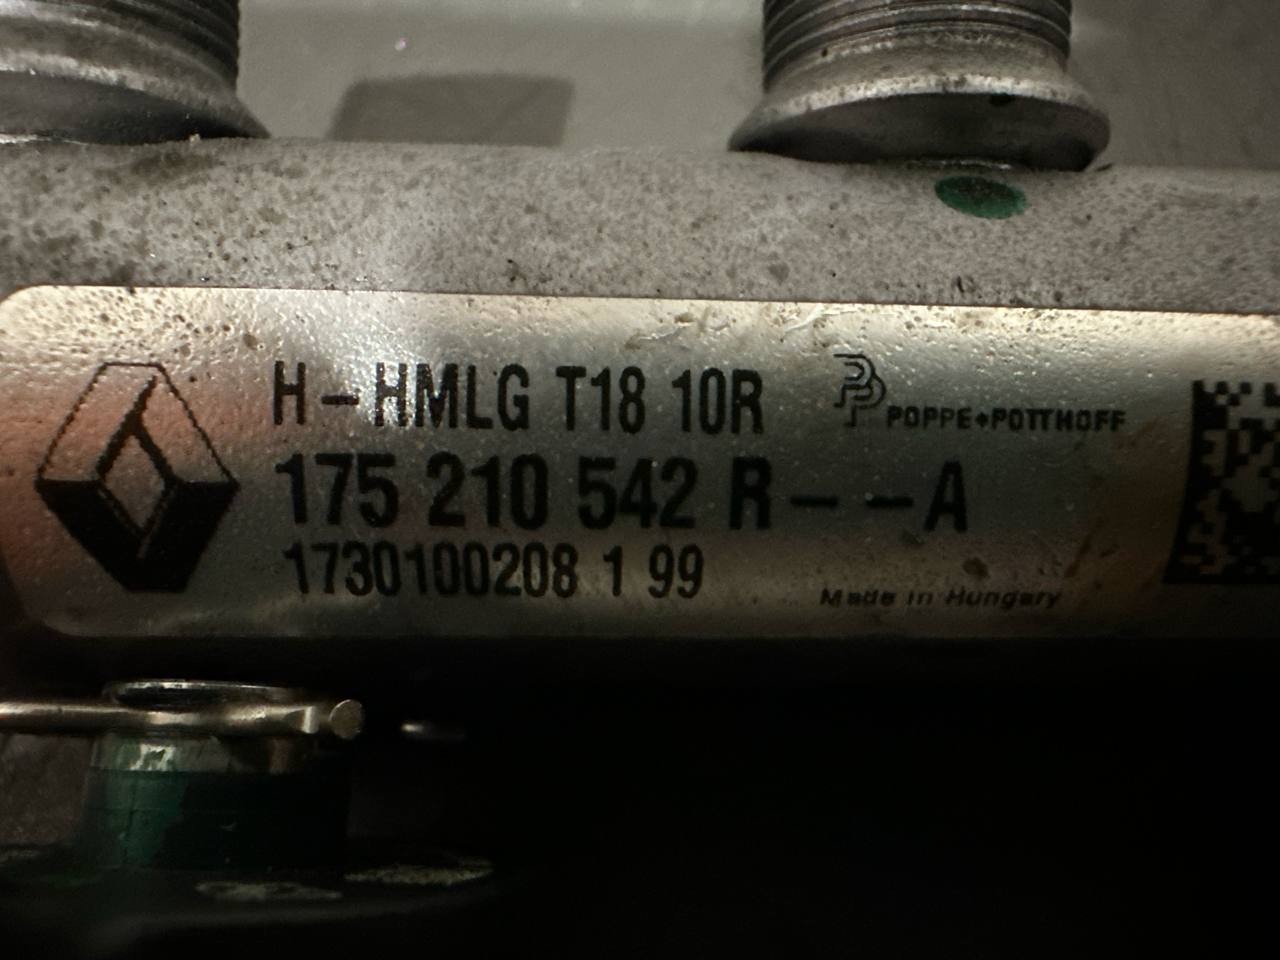 H-HMLG T18 10R
POPPE+POTTHOFF
175 210 542 R--A
1730100208 1 99
Made in Hungary